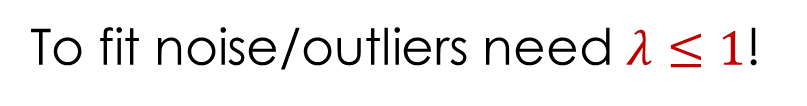 To fit noise/outliers need 𝜆 ≤ 1!